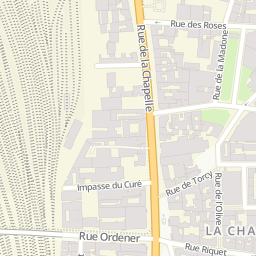 Rue des Roses
Rue de la Chapelle
Rue de la Madone
Impasse du Curé
Rue de Torcy
Rue de l'Olive
LA CHA
Rue Ordener
Rue Riquet